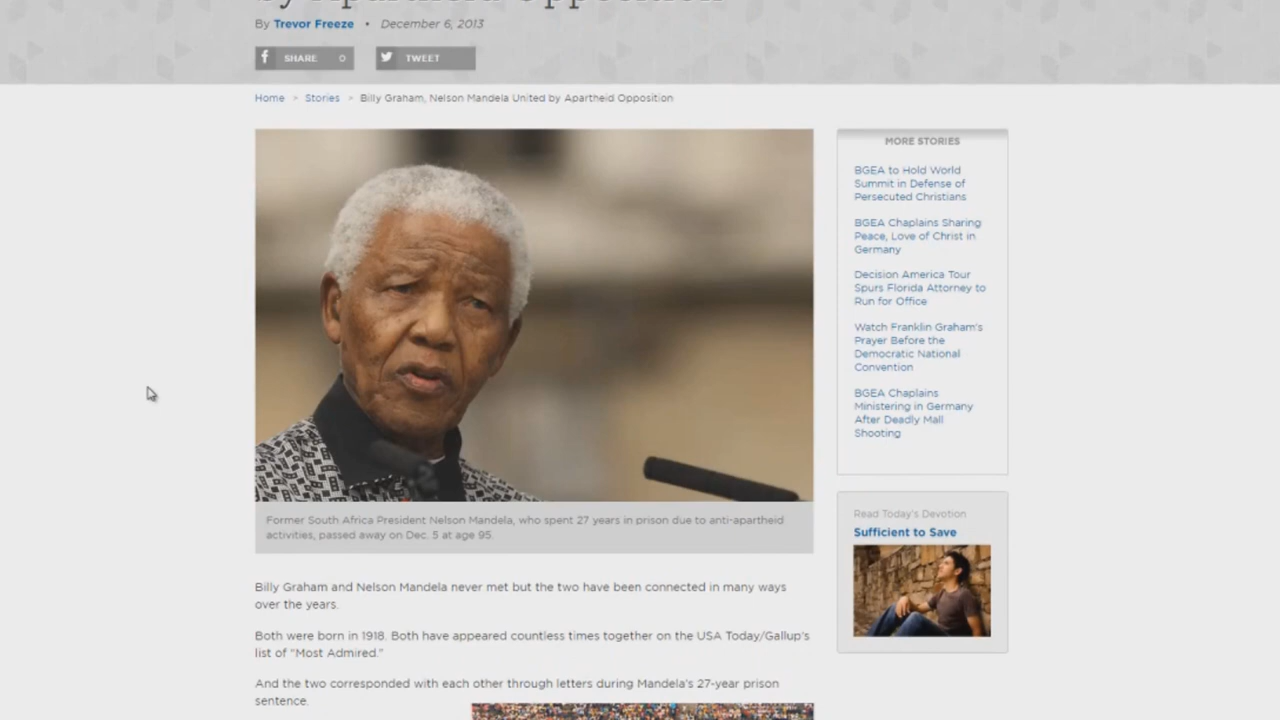 by Apartheid Opposition
By Trevor Freeze • December 6, 2013
SHARE 0
TWEET
Home > Stories > Billy Graham, Nelson Mandela United by Apartheid Opposition
MORE STORIES
BGEA to Hold World
Summit in Defense of
Persecuted Christians
BGEA Chaplains Sharing
Peace, Love of Christ in
Germany
Decision America Tour
Spurs Florida Attorney to
Run for Office
Watch Franklin Graham's
Prayer Before the
Democratic National
Convention
BGEA Chaplains
Ministering in Germany
After Deadly Mall
Shooting
Read Today's Devotion
Sufficient to Save
Former South Africa President Nelson Mandela, who spent 27 years in prison due to anti-apartheid
activities, passed away on Dec. 5 at age 95.
Billy Graham and Nelson Mandela never met but the two have been connected in many ways
over the years.
Both were born in 1918. Both have appeared countless times together on the USA Today/Gallup's
list of "Most Admired."
And the two corresponded with each other through letters during Mandela's 27-year prison
sentence.